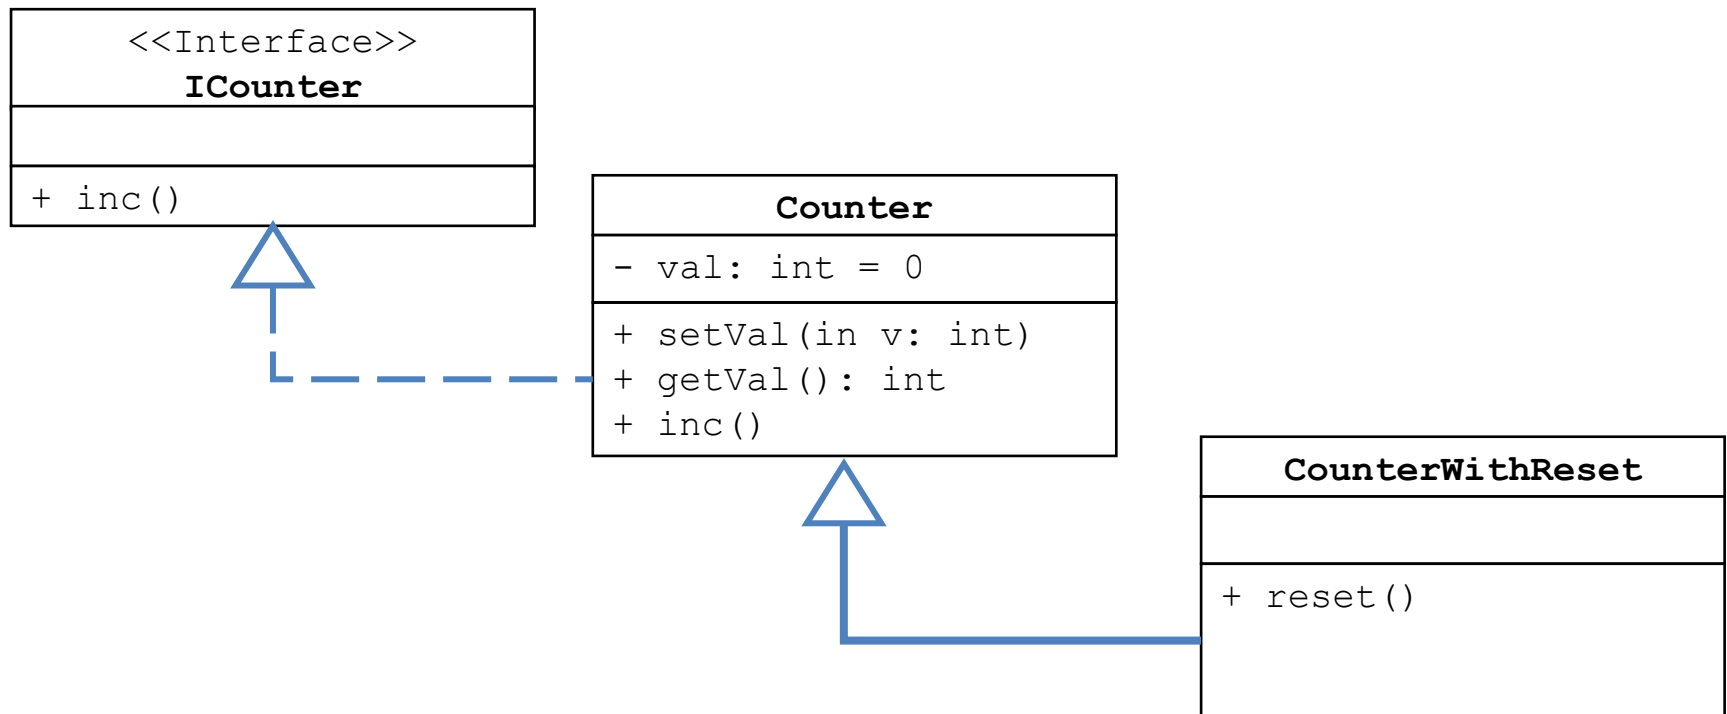 <<Interface>>
ICounter
+ inc()
Counter
- val: int = 0
+ setVal(in v: int)
+ getVal(): int
+ inc()
CounterWithReset
+ reset()